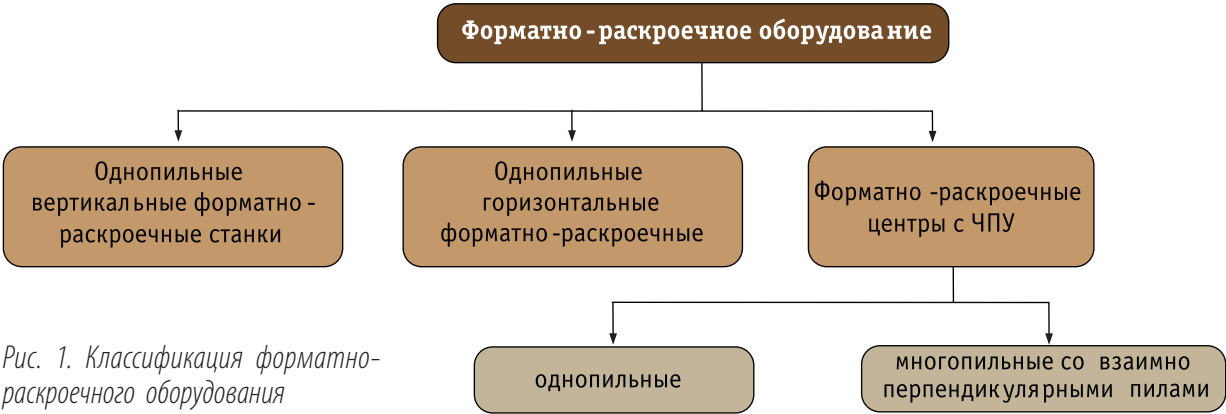 Форматно-раскроечное оборудование
Однопильные
вертикальные форматно-
раскроечные станки
Однопильные
горизонтальные
форматно-раскроечные
Форматно-раскроечные
центры с ЧПУ
однопильные
многопильные со взаимно
перпендикулярными пилами
Рис. 1. Классификация форматно-
раскроечного оборудования